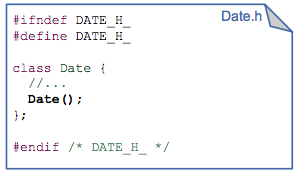 Date.h
#ifndef DATE_H_
#define DATE_H_

class Date {
  //...
  Date();
};

#endif /* DATE_H_ */